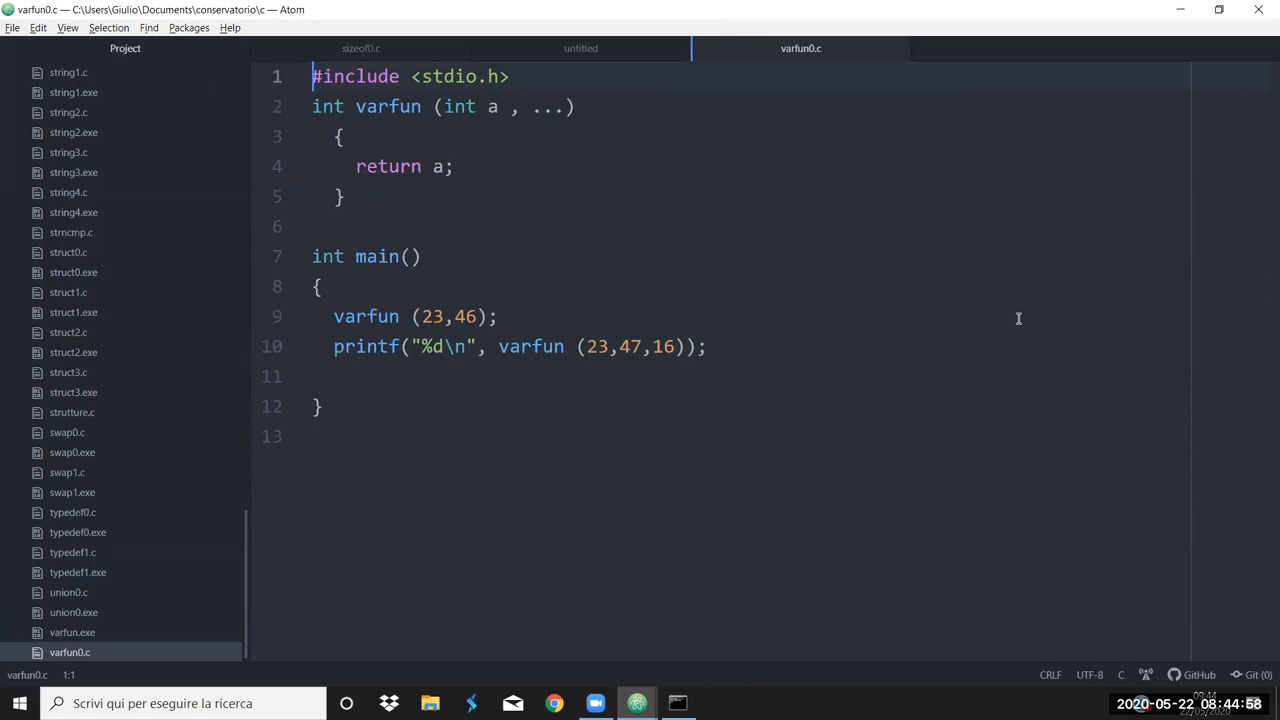 varfun0.c — C:\Users\Giulio\Documents\conservatorio\c — Atom
File Edit View Selection Find Packages Help
Project
sizeof0.c untitled varfun0.c
string1.c
string1.exe
string2.c
string2.exe
string3.c
string3.exe
string4.c
string4.exe
strncmp.c
struct0.c
struct0.exe
struct1.c
struct1.exe
struct2.c
struct2.exe
struct3.c
struct3.exe
strutture.c
swap0.c
swap0.exe
swap1.c
swap1.exe
typedef0.c
typedef0.exe
typedef1.c
typedef1.exe
union0.c
union0.exe
varfun.exe
varfun0.c
1 #include <stdio.h>
2 int varfun (int a , ...)
3 {
4 return a;
5 }
6
7 int main()
8 {
9 varfun (23,46);
10 printf("%d\n", varfun (23,47,16));
11
12 }
13
varfun0.c 1:1 CRLF UTF-8 C GitHub Git (0)
Scrivi qui per eseguire la ricerca
09:44
2020-05-22 08:44:58
22/05/2020